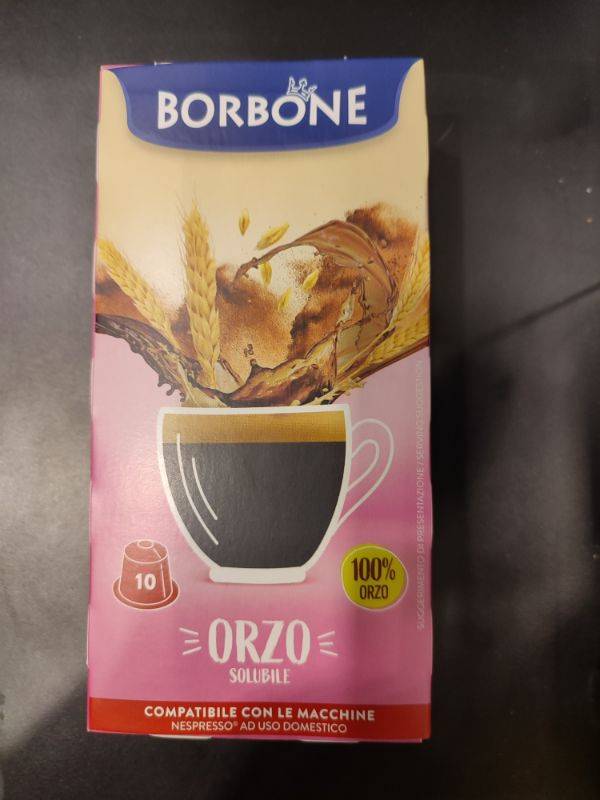 BORBONE
SUGGERIMENTO DI PRESENTAZIONE / SERVING SUGGESTION
10
100%
ORZO
ORZO
SOLUBILE
COMPATIBILE CON LE MACCHINE
NESPRESSO® AD USO DOMESTICO